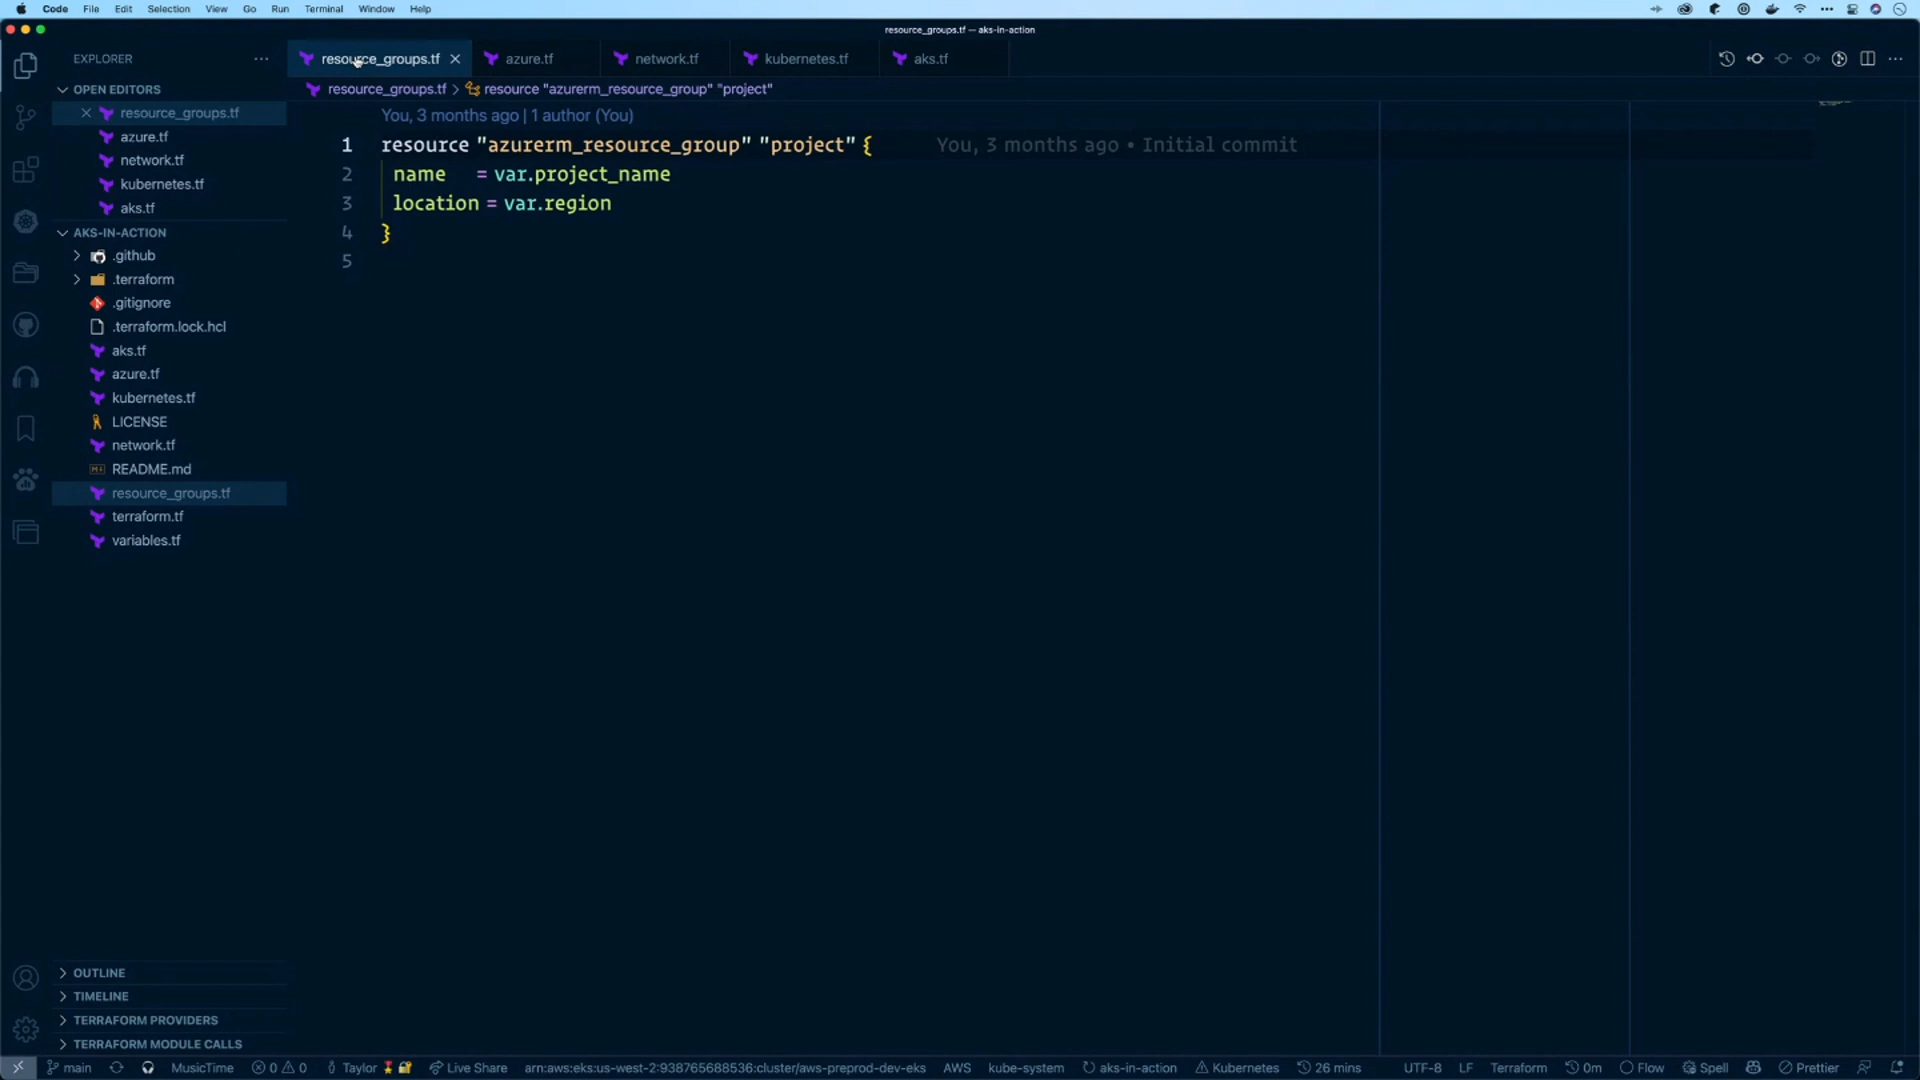 Code File Edit Selection View Go Run Terminal Window Help
resource_groups.tf — aks-in-action
EXPLORER
resource_groups.tf azure.tf network.tf kubernetes.tf aks.tf
OPEN EDITORS
resource_groups.tf > resource "azurerm_resource_group" "project"
resource_groups.tf
azure.tf
network.tf
kubernetes.tf
aks.tf
You, 3 months ago | 1 author (You)
1 resource "azurerm_resource_group" "project" { You, 3 months ago • Initial commit
2 name = var.project_name
3 location = var.region
4 }
5
AKS-IN-ACTION
.github
.terraform
.gitignore
.terraform.lock.hcl
aks.tf
azure.tf
kubernetes.tf
LICENSE
network.tf
README.md
resource_groups.tf
terraform.tf
variables.tf
OUTLINE
TIMELINE
TERRAFORM PROVIDERS
TERRAFORM MODULE CALLS
main MusicTime 0 0 Taylor Live Share arn:aws:eks:us-west-2:938765688536:cluster/aws-preprod-dev-eks AWS kube-system aks-in-action Kubernetes 26 mins UTF-8 LF Terraform 0m Flow Spell Prettier